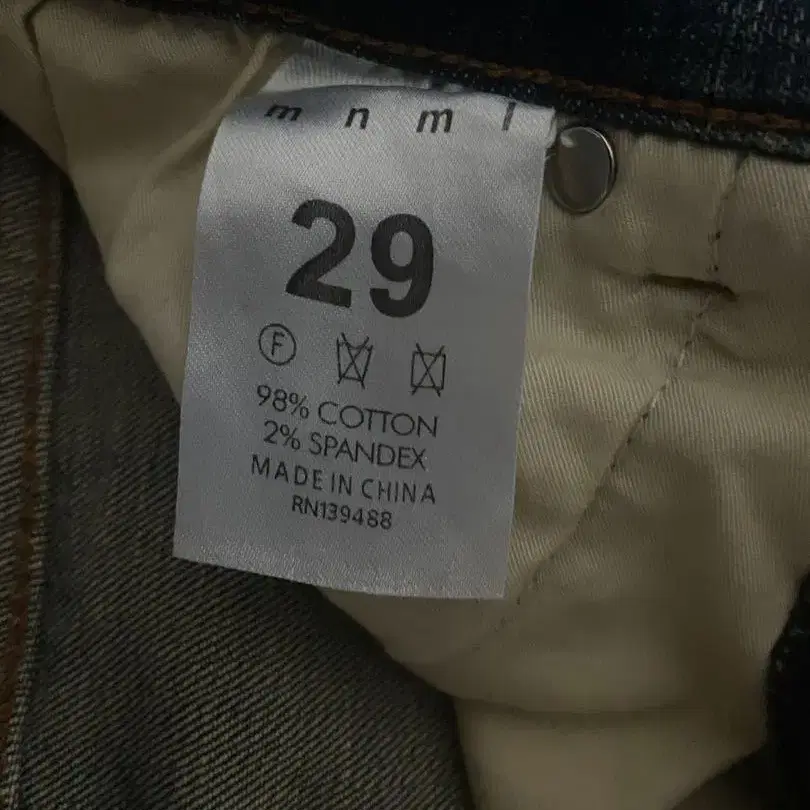 m n m l
29
F
98% COTTON
2% SPANDEX
MADE IN CHINA
RN139488